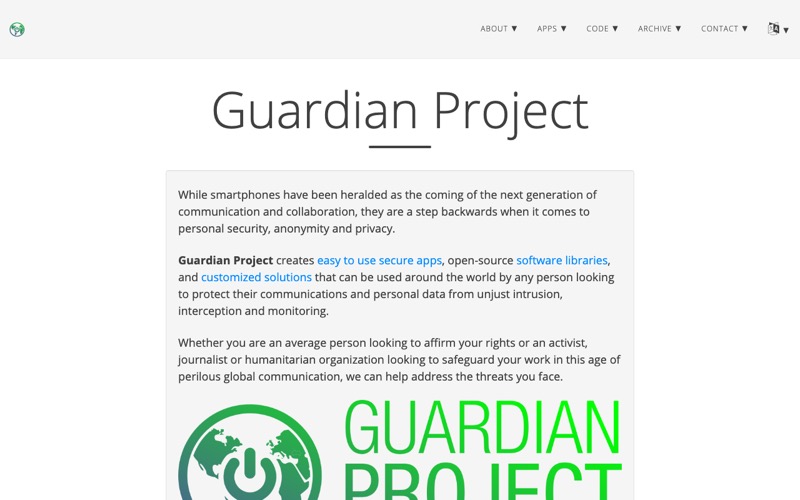 ABOUT ▼ APPS ▼ CODE ▼ ARCHIVE ▼ CONTACT ▼ ▼
Guardian Project
While smartphones have been heralded as the coming of the next generation of
communication and collaboration, they are a step backwards when it comes to
personal security, anonymity and privacy.
Guardian Project creates easy to use secure apps, open-source software libraries,
and customized solutions that can be used around the world by any person looking
to protect their communications and personal data from unjust intrusion,
interception and monitoring.
Whether you are an average person looking to affirm your rights or an activist,
journalist or humanitarian organization looking to safeguard your work in this age of
perilous global communication, we can help address the threats you face.
GUARDIAN
PROJECT